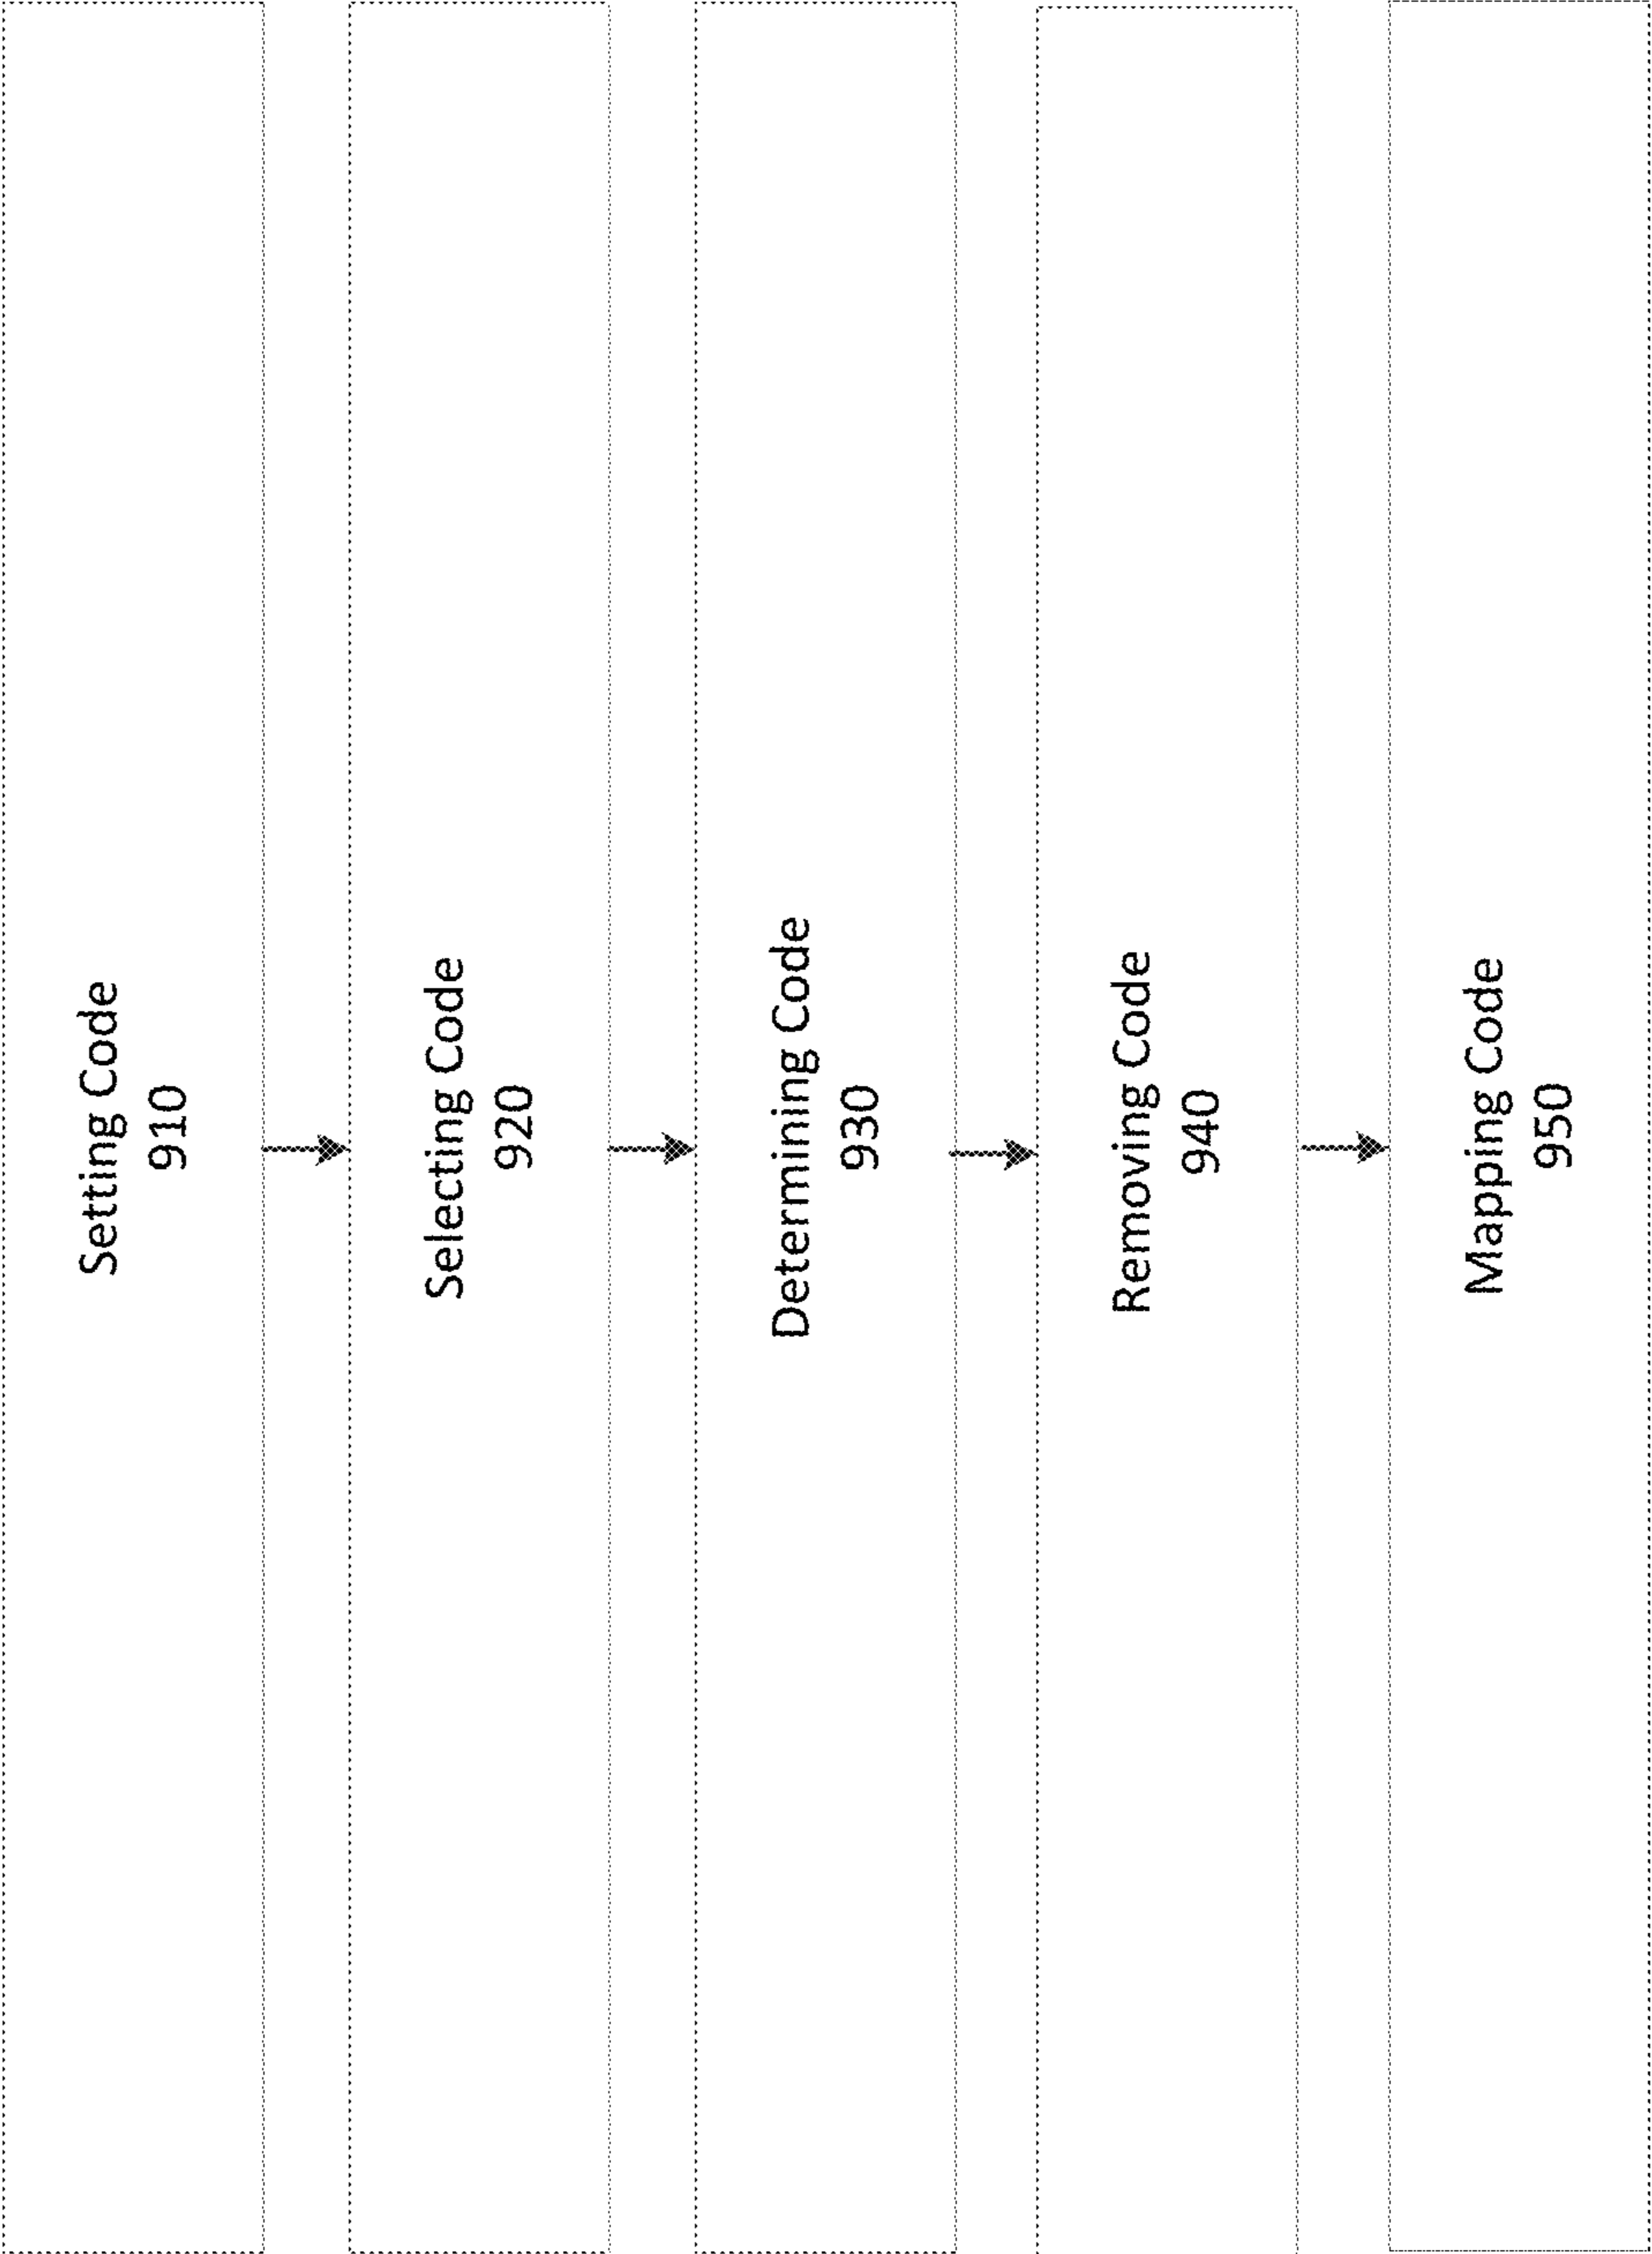 Setting Code
910
Selecting Code
920
Determining Code
930
Removing Code
940
Mapping Code
950